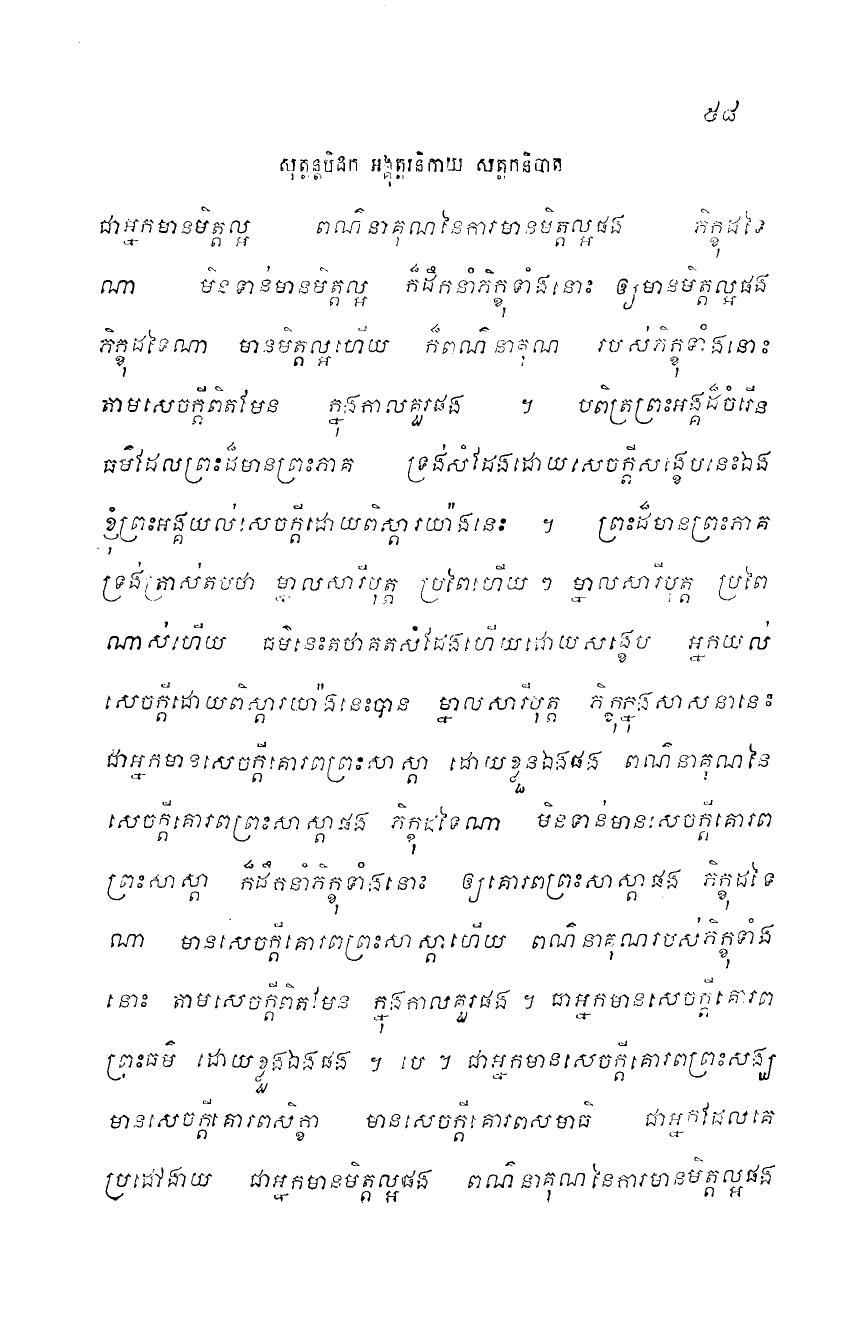 ៥៨
សុត្តន្តបិដក អង្គុត្តរនិកាយ សត្តកនិបាត
ជាអ្នកមានមិត្តល្អ ពណ៌នាគុណនៃការមានមិត្តល្អផង ភិក្ខុដទៃ
ណា មិនទាន់មានមិត្តល្អ ក៏ដឹកនាំភិក្ខុទាំងនោះ ឲ្យមានមិត្តល្អផង
ភិក្ខុដទៃណា មានមិត្តល្អហើយ ក៏ពណ៌នាគុណ របស់ភិក្ខុទាំងនោះ
តាមសេចក្តីពិតមែន ក្នុងកាលគួរផង ។ បពិត្រព្រះអង្គដ៏ចំរើន
ធម៌ដែលព្រះដ៏មានព្រះភាគ ទ្រង់សំដែងដោយសេចក្តីសង្ខេបនេះឯង
ខ្ញុំព្រះអង្គយល់សេចក្តីដោយពិស្តារយ៉ាងនេះ ។ ព្រះដ៏មានព្រះភាគ
ទ្រង់ត្រាស់តបថា ម្នាលសារីបុត្ត ប្រពៃហើយ ៗ ម្នាលសារីបុត្ត ប្រពៃ
ណាស់ហើយ ធម៌នេះតថាគតសំដែងហើយដោយសង្ខេប អ្នកយល់
សេចក្តីដោយពិស្តារយ៉ាងនេះបាន ម្នាលសារីបុត្ត ភិក្ខុក្នុងសាសនានេះ
ជាអ្នកមានសេចក្តីគោរពព្រះសាស្តា ដោយខ្លួនឯងផង ពណ៌នាគុណនៃ
សេចក្តីគោរពព្រះសាស្តាផង ភិក្ខុដទៃណា មិនទាន់មានសេចក្តីគោរព
ព្រះសាស្តា ក៏ដឹកនាំភិក្ខុទាំងនោះ ឲ្យគោរពព្រះសាស្តាផង ភិក្ខុដទៃ
ណា មានសេចក្តីគោរពព្រះសាស្តាហើយ ពណ៌នាគុណរបស់ភិក្ខុទាំង
នោះ តាមសេចក្តីពិតមែន ក្នុងកាលគួរផង ។ ជាអ្នកមានសេចក្តីគោរព
ព្រះធម៌ ដោយខ្លួនឯងផង ។ បេ ។ ជាអ្នកមានសេចក្តីគោរពព្រះសង្ឃ
មានសេចក្តីគោរពសិក្ខា មានសេចក្តីគោរពសមាធិ ជាអ្នកដែលគេ
ប្រដៅងាយ ជាអ្នកមានមិត្តល្អផង ពណ៌នាគុណនៃការមានមិត្តល្អផង